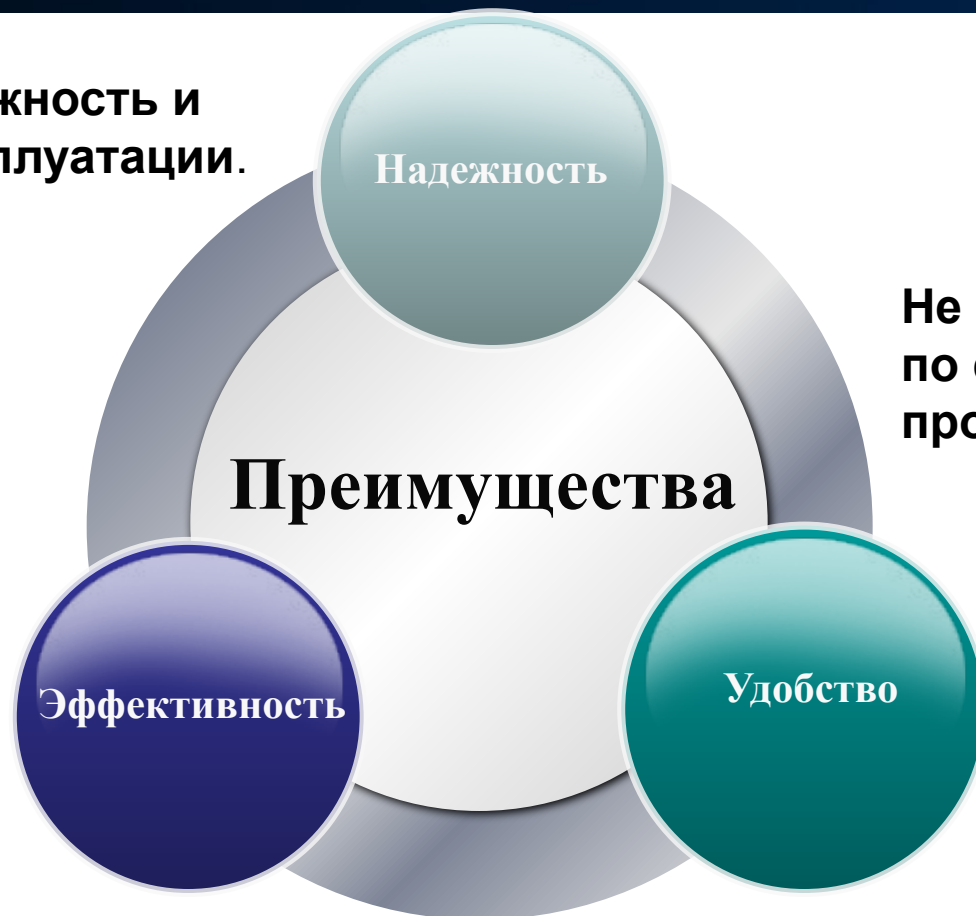 жность и
плуатации.
Надежность
Не
по
про
Преимущества
Эффективность
Удобство